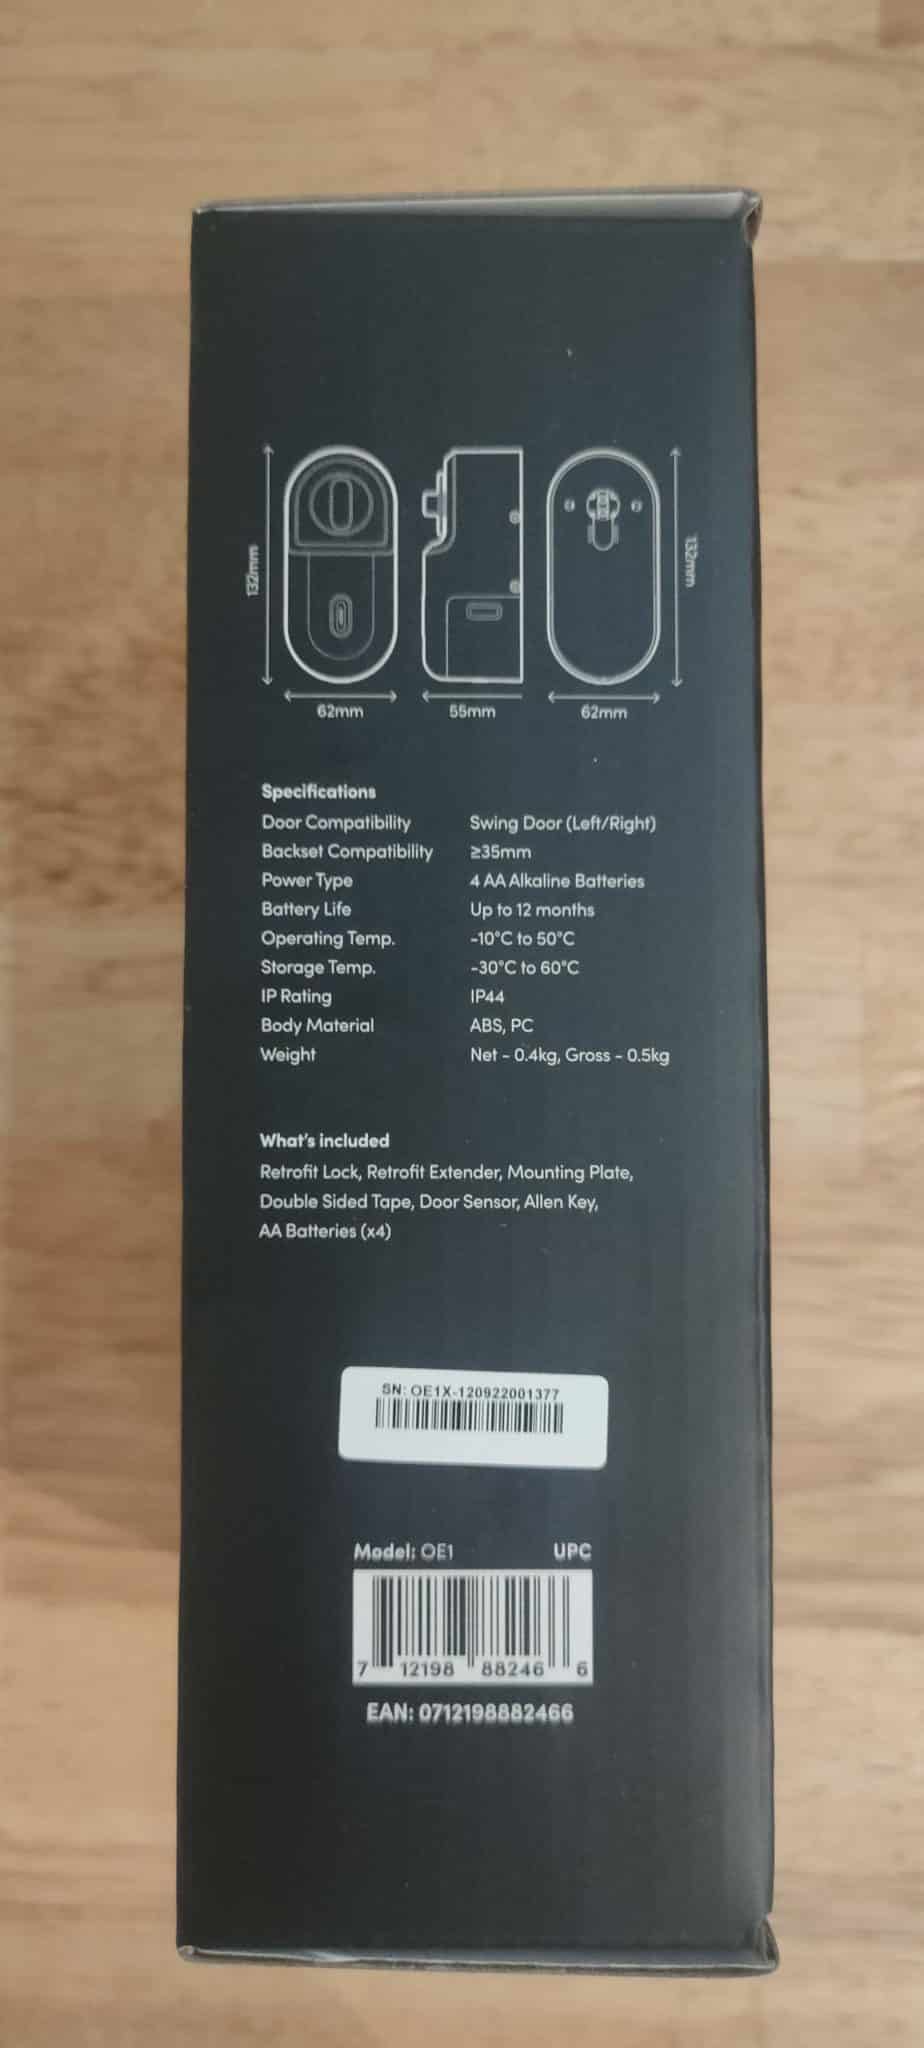 132mm
132mm
62mm
55mm
62mm
Specifications
Door Compatibility Swing Door (Left/Right)
Backset Compatibility ≥35mm
Power Type 4 AA Alkaline Batteries
Battery Life Up to 12 months
Operating Temp. -10°C to 50°C
Storage Temp. -30°C to 60°C
IP Rating IP44
Body Material ABS, PC
Weight Net - 0.4kg, Gross - 0.5kg
What's included
Retrofit Lock, Retrofit Extender, Mounting Plate,
Double Sided Tape, Door Sensor, Allen Key,
AA Batteries (x4)
SN: OE1X-120922001377
Model: OE1 UPC
7 12198 88246 6
EAN: 0712198882466